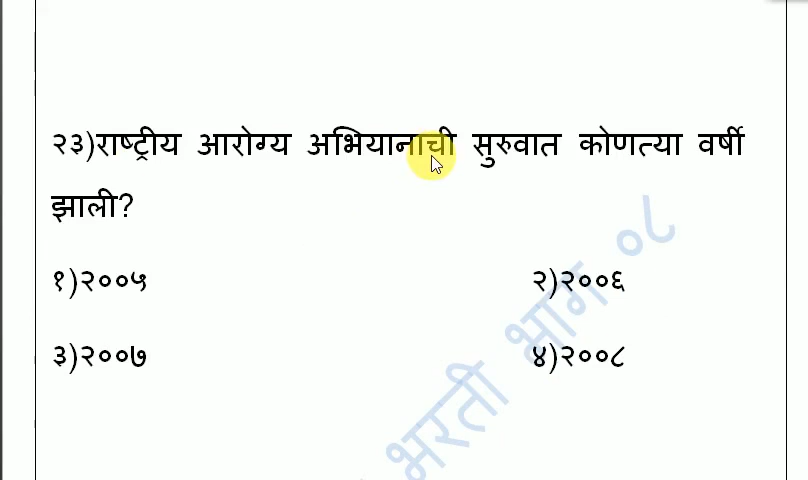 २३)राष्ट्रीय आरोग्य अभियानाची सुरुवात कोणत्या वर्षी
झाली?
१)२००५ २)२००६
३)२००७ ४)२००८
भरती भाग ०८